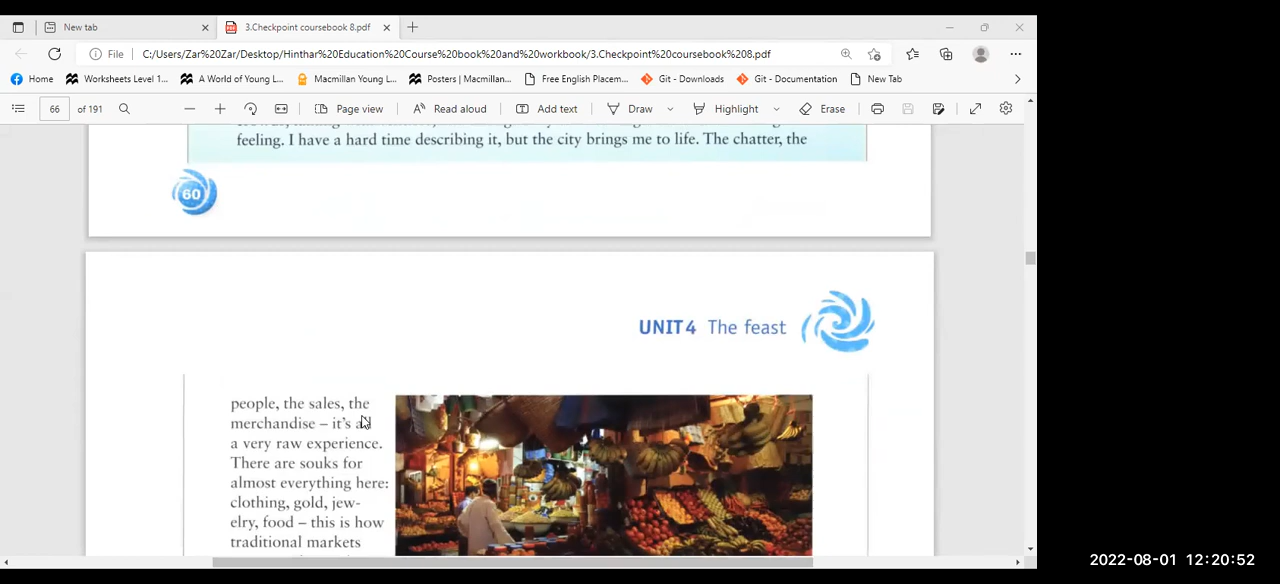 New tab
3.Checkpoint coursebook 8.pdf
File
C:/Users/Zar%20Zar/Desktop/Hinthar%20Education%20Course%20book%20and%20workbook/3.Checkpoint%20coursebook%208.pdf
Home
Worksheets Level 1...
A World of Young L...
Macmillan Young L...
Posters | Macmillan...
Free English Placem...
Git - Downloads
Git - Documentation
New Tab
66 of 191
Page view
Read aloud
Add text
Draw
Highlight
Erase
feeling. I have a hard time describing it, but the city brings me to life. The chatter, the
60
UNIT 4 The feast
people, the sales, the
merchandise – it's
a very raw experience.
There are souks for
almost everything here:
clothing, gold, jew-
elry, food – this is how
traditional markets
2022-08-01 12:20:52